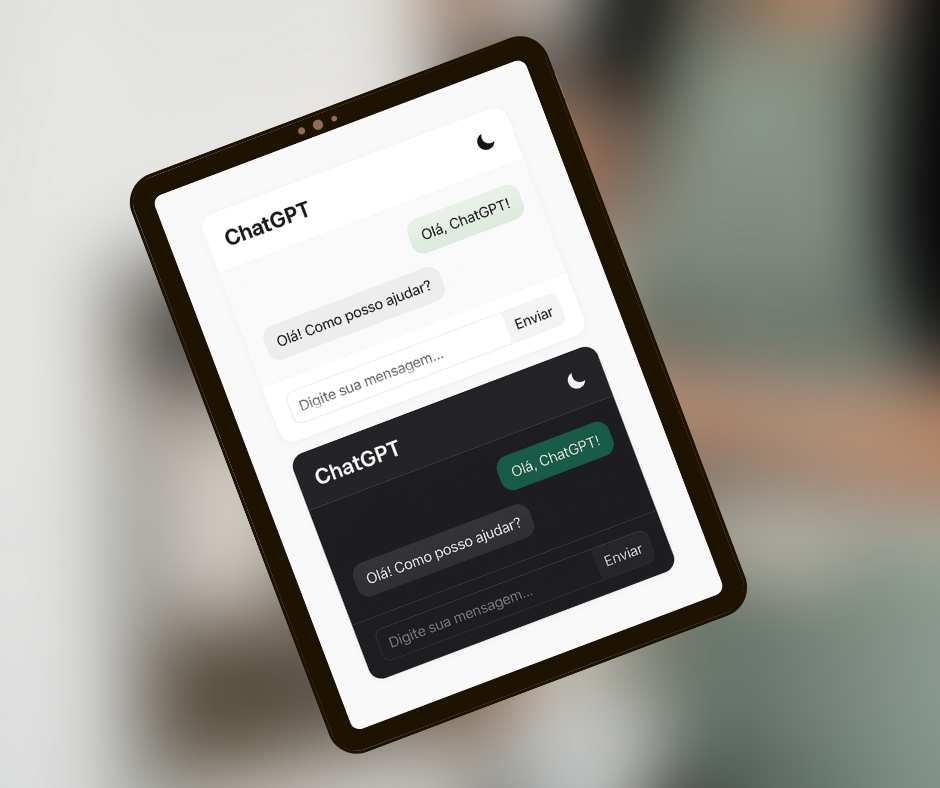 ChatGPT
Olá, ChatGPT!
Olá! Como posso ajudar?
Digite sua mensagem...
Enviar
ChatGPT
Olá, ChatGPT!
Olá! Como posso ajudar?
Digite sua mensagem...
Enviar